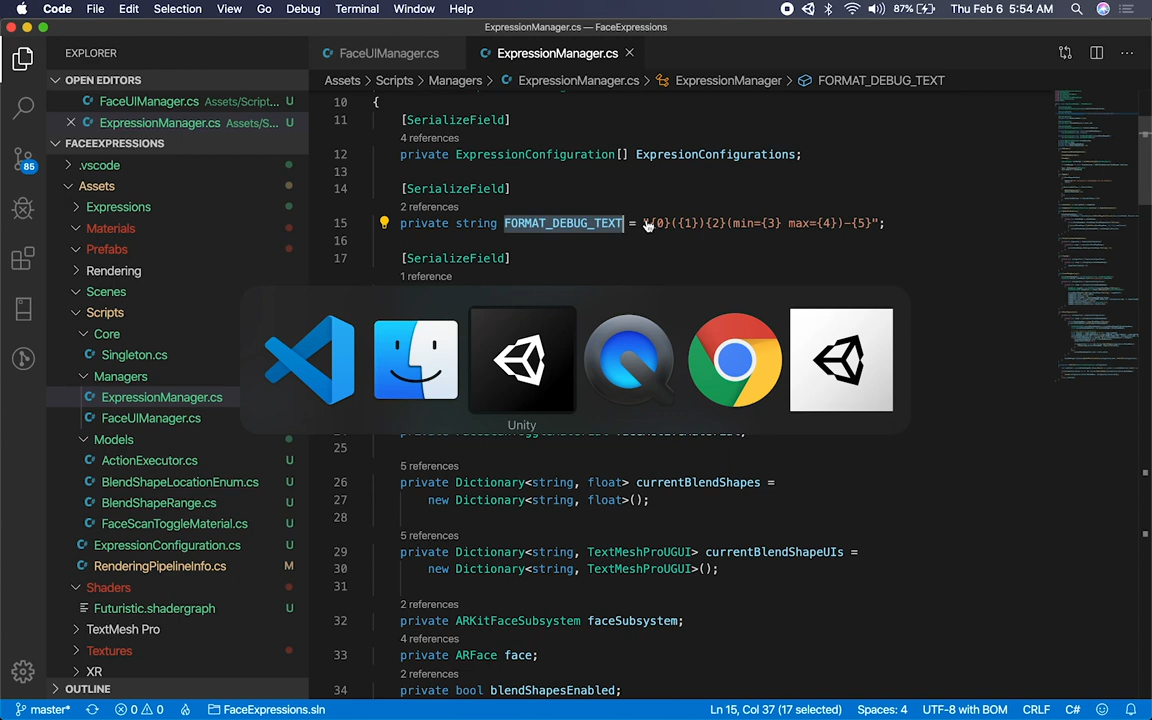 Code File Edit Selection View Go Debug Terminal Window Help 87% Thu Feb 6 5:54 AM
ExpressionManager.cs — FaceExpressions
EXPLORER
FaceUIManager.cs ExpressionManager.cs
OPEN EDITORS
Assets > Scripts > Managers > ExpressionManager.cs > ExpressionManager > FORMAT_DEBUG_TEXT
FaceUIManager.cs Assets/Script... U
ExpressionManager.cs Assets/S... U
FACEEXPRESSIONS
.vscode
Assets
Expressions
Materials
Prefabs
Rendering
Scenes
Scripts
Core
Singleton.cs
Managers
ExpressionManager.cs
FaceUIManager.cs
Models
ActionExecutor.cs U
BlendShapeLocationEnum.cs U
BlendShapeRange.cs U
FaceScanToggleMaterial.cs U
ExpressionConfiguration.cs U
RenderingPipelineInfo.cs M
Shaders
Futuristic.shadergraph U
TextMesh Pro
Textures
XR
OUTLINE
85
10 {
11 [SerializeField]
4 references
12 private ExpressionConfiguration[] ExpresionConfigurations;
13
14 [SerializeField]
2 references
15 private string FORMAT_DEBUG_TEXT = "{0}({1}){2}(min={3} max={4})-{5}";
16
17 [SerializeField]
1 reference
Unity
25
5 references
26 private Dictionary<string, float> currentBlendShapes =
27 new Dictionary<string, float>();
28
5 references
29 private Dictionary<string, TextMeshProUGUI> currentBlendShapeUIs =
30 new Dictionary<string, TextMeshProUGUI>();
31
2 references
32 private ARKitFaceSubsystem faceSubsystem;
4 references
33 private ARFace face;
2 references
34 private bool blendShapesEnabled;
master* 0 0 FaceExpressions.sln Ln 15, Col 37 (17 selected) Spaces: 4 UTF-8 with BOM CRLF C#